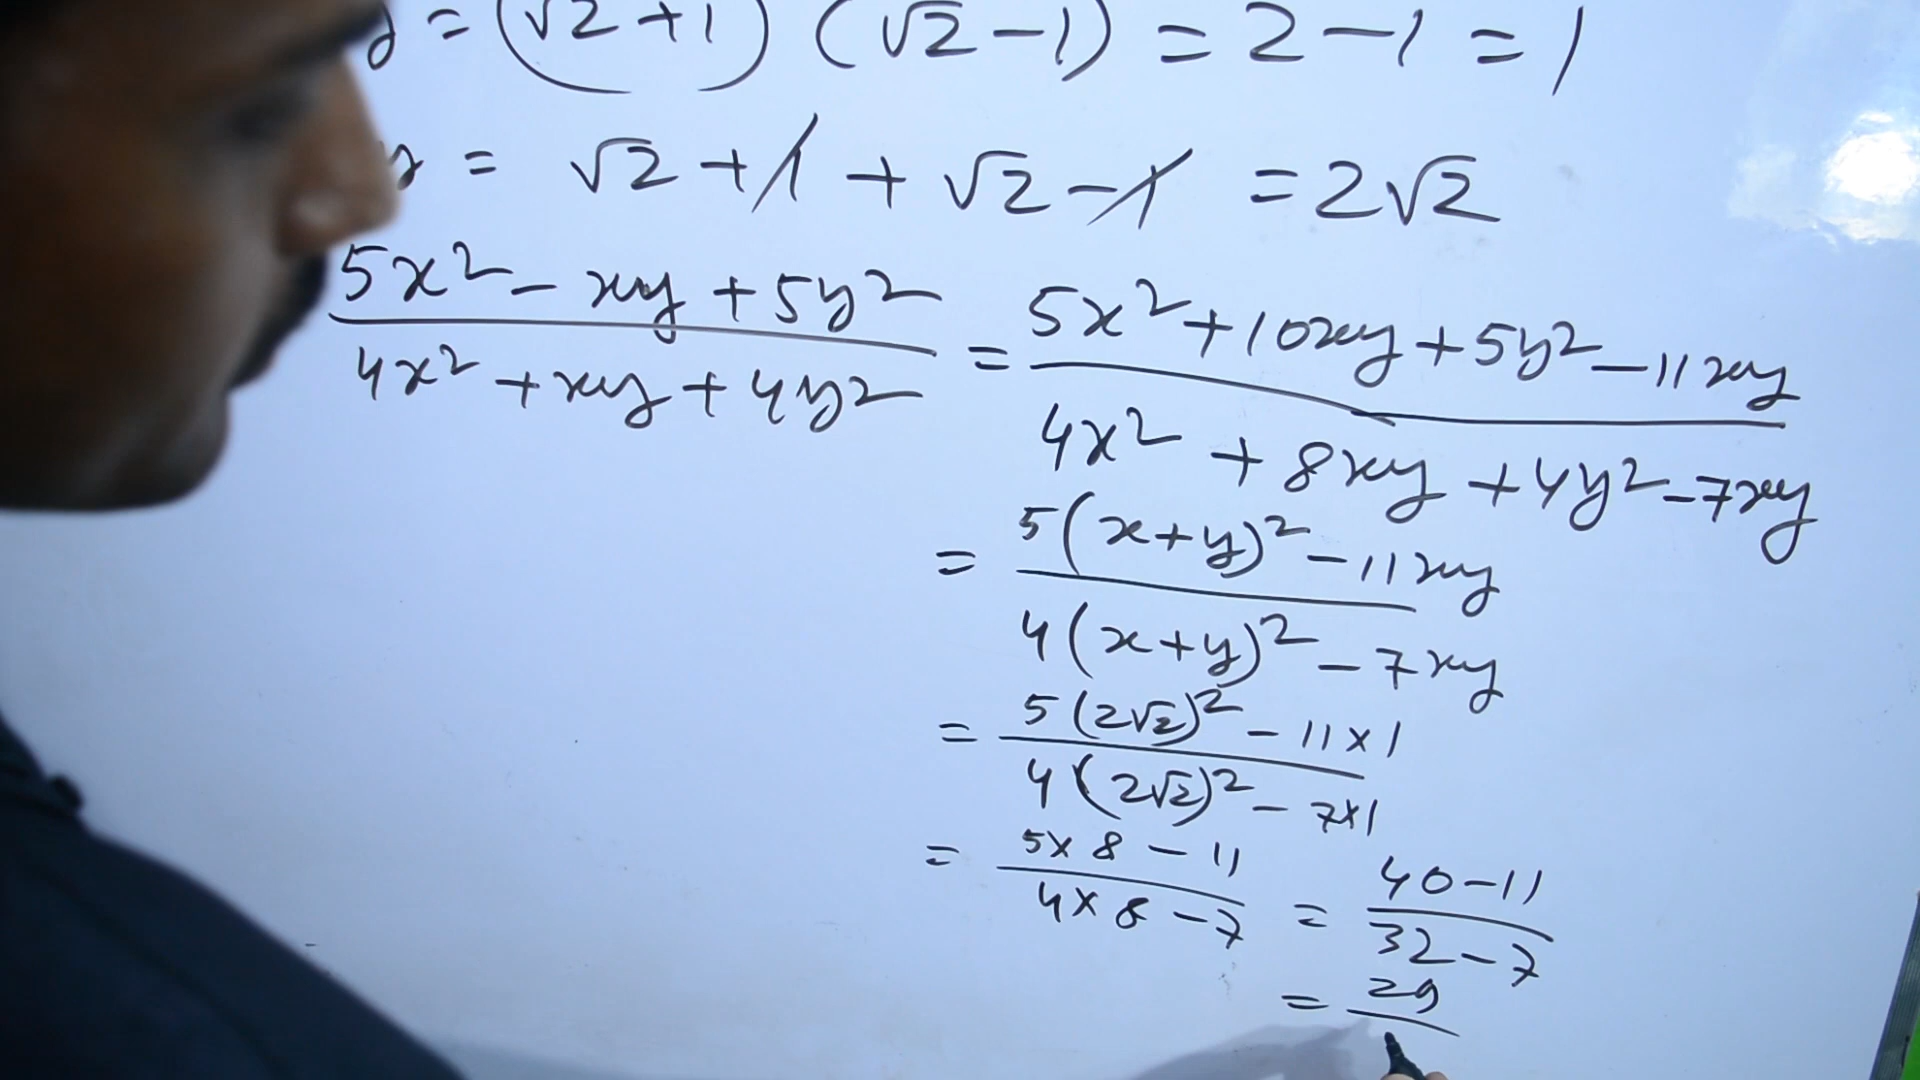 y = (√2 + 1) (√2 - 1) = 2 - 1 = 1
y = √2 + 1 + √2 - 1 = 2√2
5x² - xy + 5y² / 4x² + xy + 4y² = 5x² + 10xy + 5y² - 11xy / 4x² + 8xy + 4y² - 7xy
= 5(x+y)² - 11xy / 4(x+y)² - 7xy
= 5(2√2)² - 11×1 / 4(2√2)² - 7×1
= 5×8 - 11 / 4×8 - 7 = 40-11 / 32-7
= 29 /